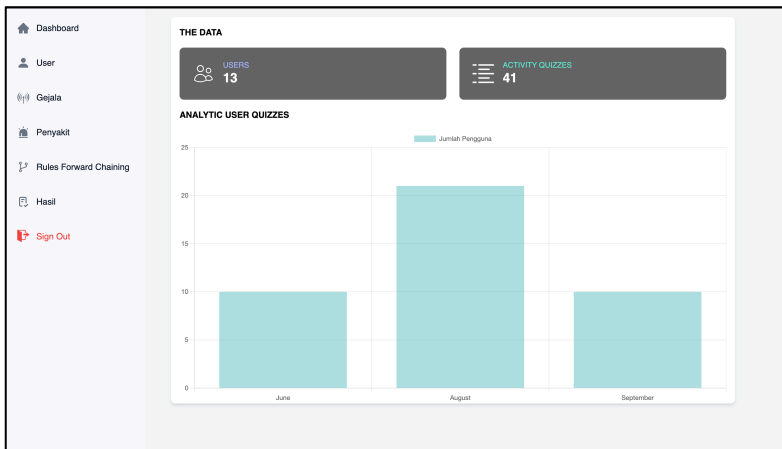 Dashboard
User
Gejala
Penyakit
Rules Forward Chaining
Hasil
Sign Out
THE DATA
USERS
13
ACTIVITY QUIZZES
41
ANALYTIC USER QUIZZES
Jumlah Pengguna
25
20
15
10
5
0
June August September